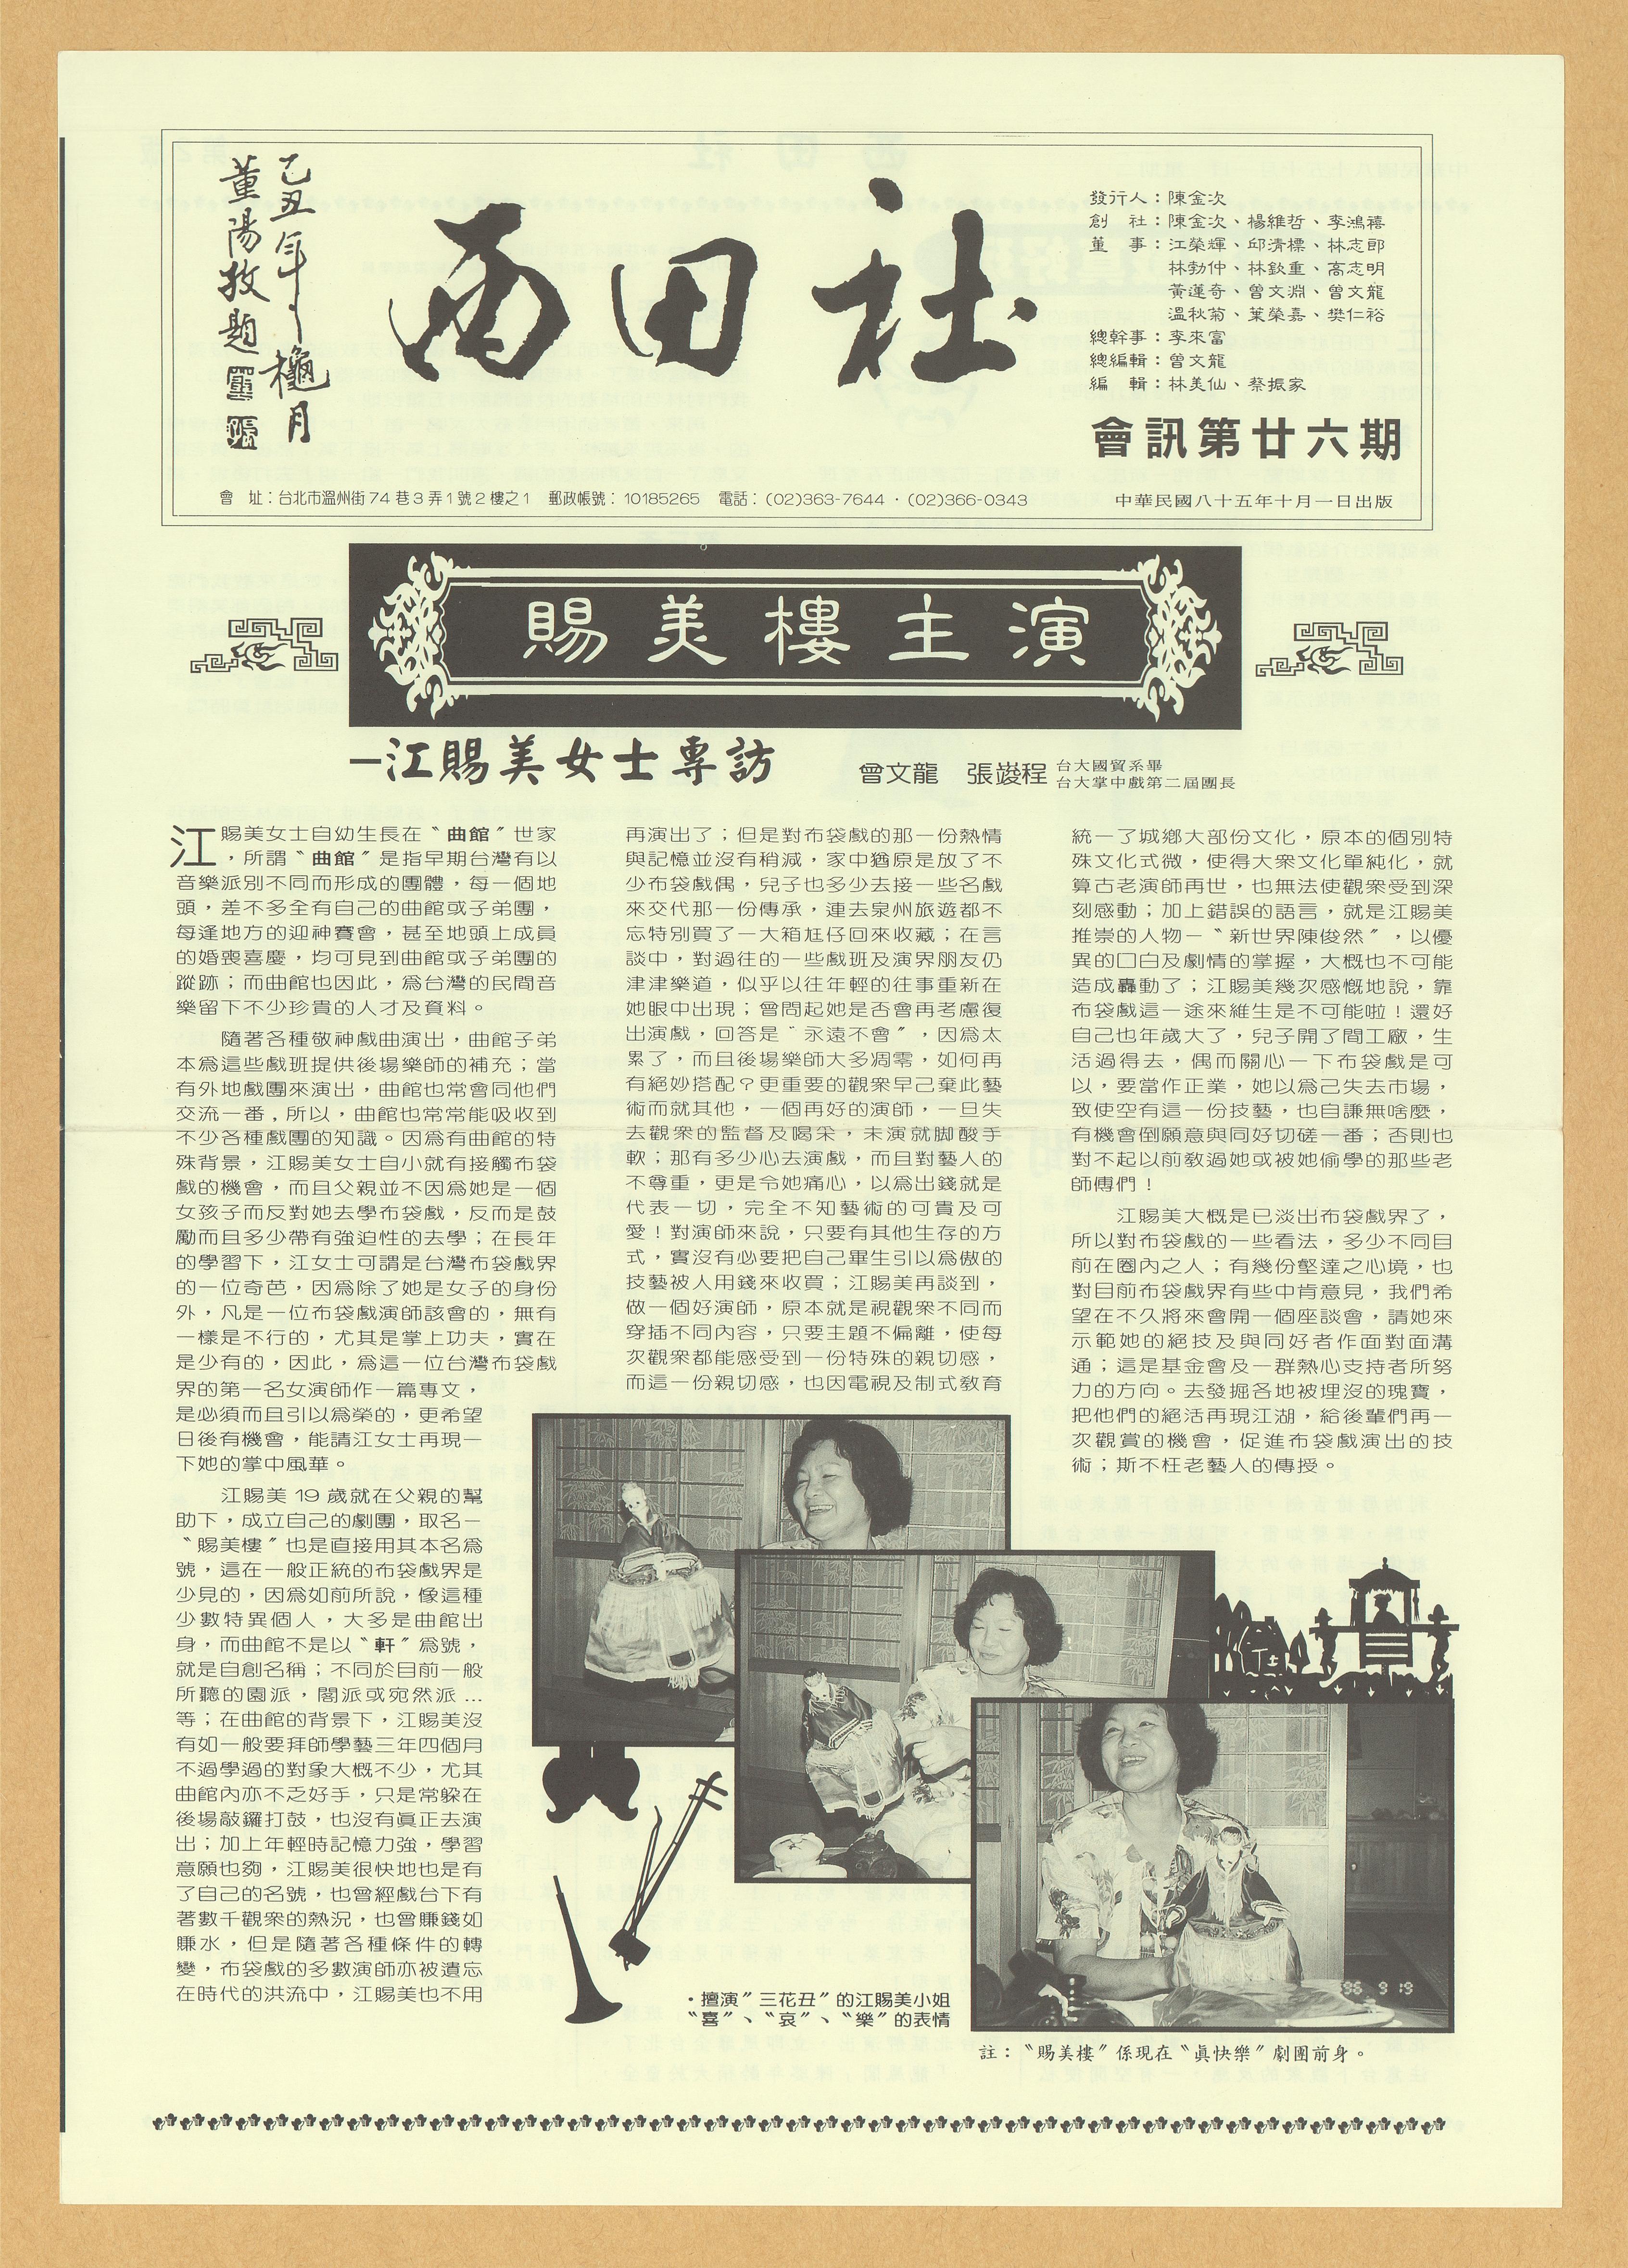 乙丑年
月
董陽孜題
西田社
發行人：陳金次
創　社：陳金次、楊維哲、李鴻禧
董　事：江榮輝、邱清標、林志郎
林勃仲、林欽重、高志明
黃蓮奇、曾文淵、曾文龍
溫秋菊、葉榮嘉、樊仁裕
總幹事：李來富
總編輯：曾文龍
編　輯：林美仙、蔡振家
會訊第廿六期
會　址：台北市溫州街74巷3弄1號2樓之1　郵政帳號：10185265　電話：(02)363-7644・(02)366-0343
中華民國八十五年十月一日出版
賜美樓主演
—江賜美女士專訪
曾文龍　張逰程
台大國貿系畢
台大掌中戲第二屆團長
江賜美女士自幼生長在〝曲館〞世家
，所謂〝曲館〞是指早期台灣有以
音樂派別不同而形成的團體，每一個地
頭，差不多全有自己的曲館或子弟團，
每逢地方的迎神賽會，甚至地頭上成員
的婚喪喜慶，均可見到曲館或子弟團的
蹤跡；而曲館也因此，為台灣的民間音
樂留下不少珍貴的人才及資料。
隨著各種敬神戲曲演出，曲館子弟
本為這些戲班提供後場樂師的補充；當
有外地戲團來演出，曲館也常會同他們
交流一番，所以，曲館也常常能吸收到
不少各種戲團的知識。因為有曲館的特
殊背景，江賜美女士自小就有接觸布袋
戲的機會，而且父親並不因為她是一個
女孩子而反對她去學布袋戲，反而是鼓
勵而且多少帶有強迫性的去學；在長年
的學習下，江女士可謂是台灣布袋戲界
的一位奇芭，因為除了她是女子的身份
外，凡是一位布袋戲演師該會的，無有
一樣是不行的，尤其是掌上功夫，實在
是少有的，因此，為這一位台灣布袋戲
界的第一名女演師作一篇專文，
是必須而且引以為榮的，更希望
日後有機會，能請江女士再現一
下她的掌中風華。
江賜美19歲就在父親的幫
助下，成立自己的劇團，取名—
〝賜美樓〞也是直接用其本名為
號，這在一般正統的布袋戲界是
少見的，因為如前所說，像這種
少數特異個人，大多是曲館出
身，而曲館不是以〝軒〞為號，
就是自創名稱；不同於目前一般
所聽的園派，閣派或宛然派…
等；在曲館的背景下，江賜美沒
有如一般要拜師學藝三年四個月
不過學過的對象大概不少，尤其
曲館內亦不乏好手，只是常躲在
後場敲鑼打鼓，也沒有真正去演
出；加上年輕時記憶力強，學習
意願也夠，江賜美很快地也是有
了自己的名號，也曾經戲台下有
著數千觀眾的熱況，也曾賺錢如
賺水，但是隨著各種條件的轉
變，布袋戲的多數演師亦被遺忘
在時代的洪流中，江賜美也不用
再演出了；但是對布袋戲的那一份熱情
與記憶並沒有稍減，家中猶原是放了不
少布袋戲偶，兒子也多少去接一些名戲
來交代那一份傳承，連去泉州旅遊都不
忘特別買了一大箱尪仔回來收藏；在言
談中，對過往的一些戲班及演界朋友仍
津津樂道，似乎以往年輕的往事重新在
她眼中出現；曾問起她是否會再考慮復
出演戲，回答是〝永遠不會〞，因為太
累了，而且後場樂師大多凋零，如何再
有絕妙搭配？更重要的觀眾早己棄此藝
術而就其他，一個再好的演師，一旦失
去觀眾的監督及喝采，未演就腳酸手
軟；那有多少心去演戲，而且對藝人的
不尊重，更是令她痛心，以為出錢就是
代表一切，完全不知藝術的可貴及可
愛！對演師來說，只要有其他生存的方
式，實沒有必要把自己畢生引以為傲的
技藝被人用錢來收買；江賜美再談到，
做一個好演師，原本就是視觀眾不同而
穿插不同內容，只要主題不偏離，使每
次觀眾都能感受到一份特殊的親切感，
而這一份親切感，也因電視及制式教育
統一了城鄉大部份文化，原本的個別特
殊文化式微，使得大眾文化單純化，就
算古老演師再世，也無法使觀眾受到深
刻感動；加上錯誤的語言，就是江賜美
推崇的人物—〝新世界陳俊然〞，以優
異的口白及劇情的掌握，大概也不可能
造成轟動了；江賜美幾次感慨地說，靠
布袋戲這一途來維生是不可能啦！還好
自己也年歲大了，兒子開了間工廠，生
活過得去，偶而關心一下布袋戲是可
以，要當作正業，她以為己失去市場，
致使空有這一份技藝，也自謙無啥麼，
有機會倒願意與同好切磋一番；否則也
對不起以前教過她或被她偷學的那些老
師傅們！
江賜美大概是已淡出布袋戲界了，
所以對布袋戲的一些看法，多少不同目
前在圈內之人；有幾份壑達之心境，也
對目前布袋戲界有些中肯意見，我們希
望在不久將來會開一個座談會，請她來
示範她的絕技及與同好者作面對面溝
通；這是基金會及一群熱心支持者所努
力的方向。去發掘各地被埋沒的瑰寶，
把他們的絕活再現江湖，給後輩們再一
次觀賞的機會，促進布袋戲演出的技
術；斯不枉老藝人的傳授。
96 9 19
・擅演〞三花丑〞的江賜美小姐
〝喜〞、〝哀〞、〝樂〞的表情
註：〝賜美樓〞係現在〝真快樂〞劇團前身。